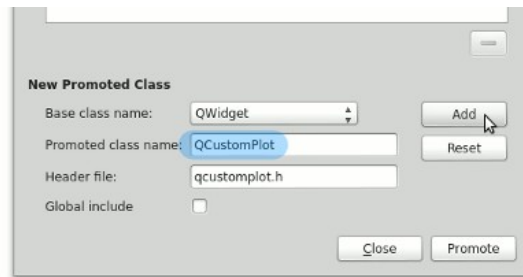 New Promoted Class
Base class name: QWidget Add
Promoted class name: QCustomPlot Reset
Header file: qcustomplot.h
Global include
Close Promote